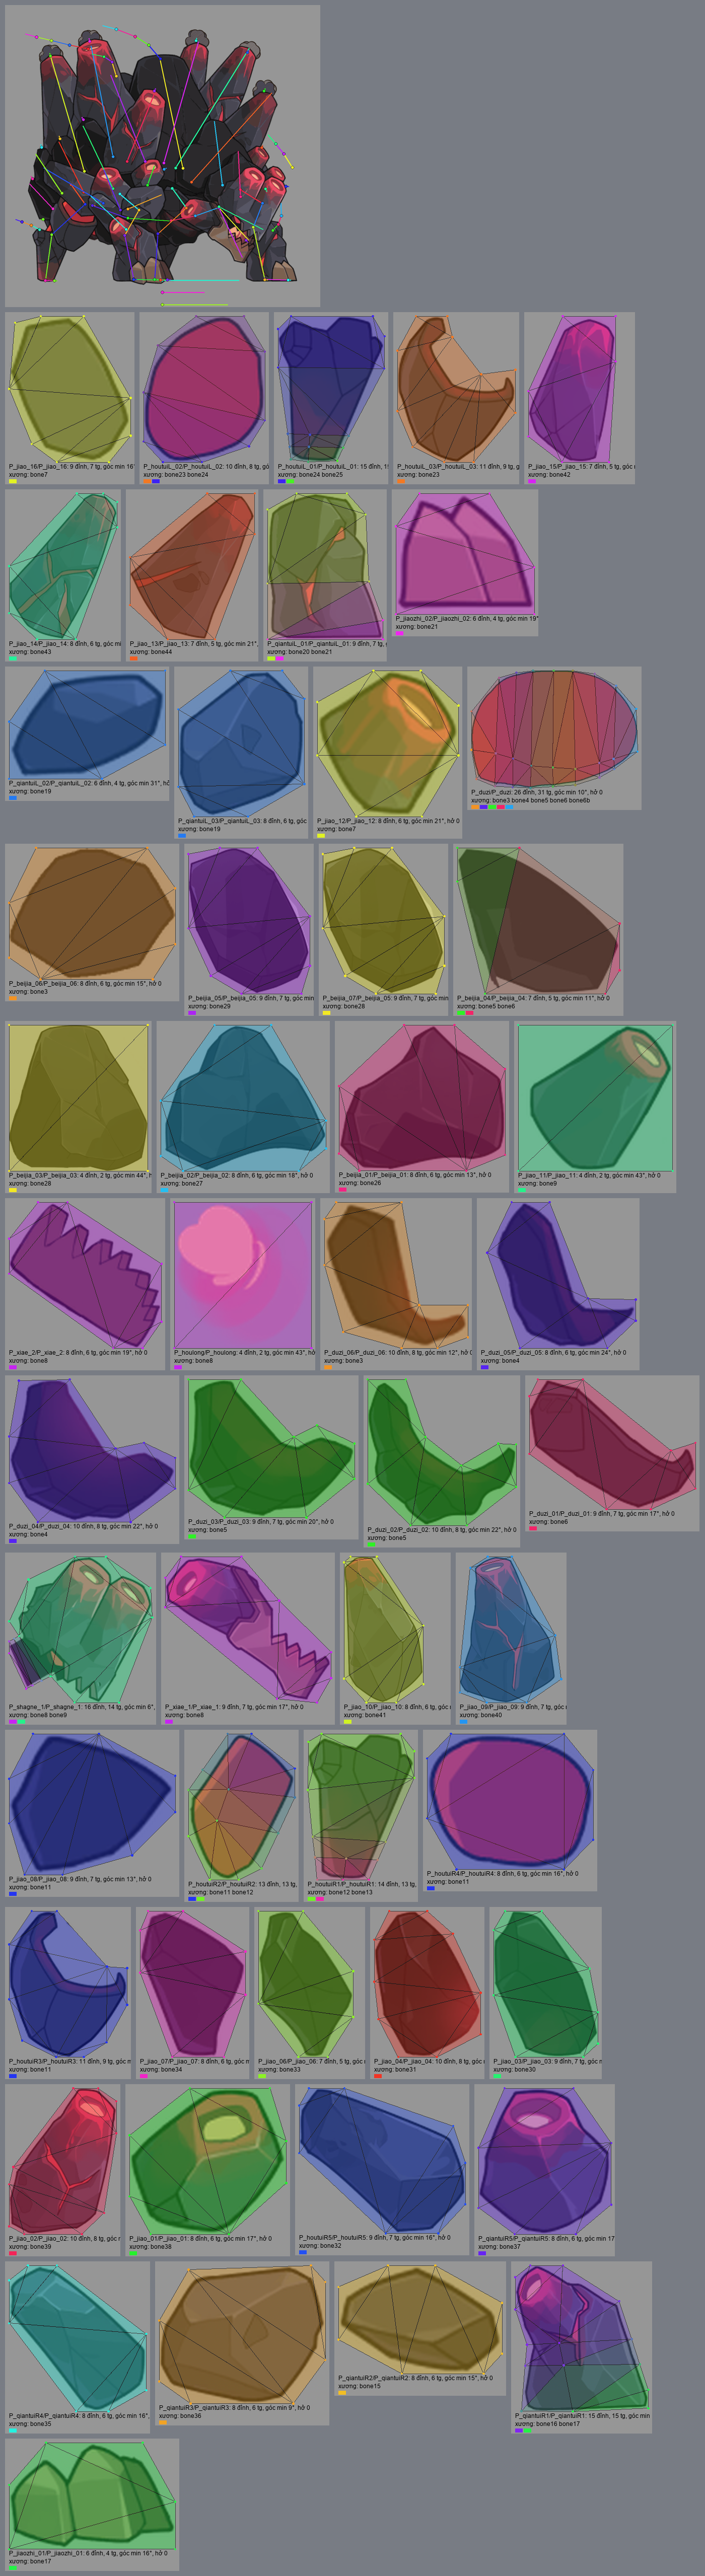 P_jiao_16/P_jiao_16: 9 đỉnh, 7 tg, góc min 16°
xương: bone7
P_houtuiL_02/P_houtuiL_02: 10 đỉnh, 8 tg, gó
xương: bone23 bone24
P_houtuiL_01/P_houtuiL_01: 15 đỉnh,
xương: bone24 bone25
P_houtuiL_03/P_houtuiL_03: 11 đỉnh, 9 tg, g
xương: bone23
P_jiao_15/P_jiao_15: 7 đỉnh, 5 tg, góc
xương: bone42
P_jiao_14/P_jiao_14: 8 đỉnh, 6 tg, góc mi
xương: bone43
P_jiao_13/P_jiao_13: 7 đỉnh, 5 tg, góc min 21°,
xương: bone44
P_qiantuiL_01/P_qiantuiL_01: 9 đỉnh, 7 tg,
xương: bone20 bone21
P_jiaozhi_02/P_jiaozhi_02: 6 đỉnh, 4 tg, góc min 19°
xương: bone21
P_qiantuiL_02/P_qiantuiL_02: 6 đỉnh, 4 tg, góc min 31°, hở
xương: bone19
P_qiantuiL_03/P_qiantuiL_03: 8 đỉnh, 6 tg, góc
xương: bone19
P_jiao_12/P_jiao_12: 8 đỉnh, 6 tg, góc min 21°, hở 0
xương: bone7
P_duzi/P_duzi: 26 đỉnh, 31 tg, góc min 10°, hở 0
xương: bone3 bone4 bone5 bone6 bone6b
P_beijia_06/P_beijia_06: 8 đỉnh, 6 tg, góc min 15°, hở 0
xương: bone3
P_beijia_05/P_beijia_05: 9 đỉnh, 7 tg, góc min
xương: bone29
P_beijia_07/P_beijia_05: 9 đỉnh, 7 tg, góc min
xương: bone28
P_beijia_04/P_beijia_04: 7 đỉnh, 5 tg, góc min 11°, hở 0
xương: bone5 bone6
P_beijia_03/P_beijia_03: 4 đỉnh, 2 tg, góc min 44°, h
xương: bone28
P_beijia_02/P_beijia_02: 8 đỉnh, 6 tg, góc min 18°, hở 0
xương: bone27
P_beijia_01/P_beijia_01: 8 đỉnh, 6 tg, góc min 13°, hở 0
xương: bone26
P_jiao_11/P_jiao_11: 4 đỉnh, 2 tg, góc min 43°, hở 0
xương: bone9
P_xiae_2/P_xiae_2: 8 đỉnh, 6 tg, góc min 19°, hở 0
xương: bone8
P_houlong/P_houlong: 4 đỉnh, 2 tg, góc min 43°, hở
xương: bone8
P_duzi_06/P_duzi_06: 10 đỉnh, 8 tg, góc min 12°, hở 0
xương: bone3
P_duzi_05/P_duzi_05: 8 đỉnh, 6 tg, góc min 24°, hở 0
xương: bone4
P_duzi_04/P_duzi_04: 10 đỉnh, 8 tg, góc min 22°, hở 0
xương: bone4
P_duzi_03/P_duzi_03: 9 đỉnh, 7 tg, góc min 20°, hở 0
xương: bone5
P_duzi_02/P_duzi_02: 10 đỉnh, 8 tg, góc min 22°, hở 0
xương: bone5
P_duzi_01/P_duzi_01: 9 đỉnh, 7 tg, góc min 17°, hở 0
xương: bone6
P_shagne_1/P_shagne_1: 16 đỉnh, 14 tg, góc min 6°,
xương: bone8 bone9
P_xiae_1/P_xiae_1: 9 đỉnh, 7 tg, góc min 17°, hở 0
xương: bone8
P_jiao_10/P_jiao_10: 8 đỉnh, 6 tg, góc
xương: bone41
P_jiao_09/P_jiao_09: 9 đỉnh, 7 tg, góc
xương: bone40
P_jiao_08/P_jiao_08: 9 đỉnh, 7 tg, góc min 13°, hở 0
xương: bone11
P_houtuiR2/P_houtuiR2: 13 đỉnh, 13 tg,
xương: bone11 bone12
P_houtuiR1/P_houtuiR1: 14 đỉnh, 13 tg,
xương: bone12 bone13
P_houtuiR4/P_houtuiR4: 8 đỉnh, 6 tg, góc min 16°, hở 0
xương: bone11
P_houtuiR3/P_houtuiR3: 11 đỉnh, 9 tg, góc m
xương: bone11
P_jiao_07/P_jiao_07: 8 đỉnh, 6 tg, góc m
xương: bone34
P_jiao_06/P_jiao_06: 7 đỉnh, 5 tg, góc
xương: bone33
P_jiao_04/P_jiao_04: 10 đỉnh, 8 tg, góc
xương: bone31
P_jiao_03/P_jiao_03: 9 đỉnh, 7 tg, góc m
xương: bone30
P_jiao_02/P_jiao_02: 10 đỉnh, 8 tg, góc
xương: bone39
P_jiao_01/P_jiao_01: 8 đỉnh, 6 tg, góc min 17°, hở 0
xương: bone38
P_houtuiR5/P_houtuiR5: 9 đỉnh, 7 tg, góc min 16°, hở 0
xương: bone32
P_qiantuiR5/P_qiantuiR5: 8 đỉnh, 6 tg, góc min 17
xương: bone37
P_qiantuiR4/P_qiantuiR4: 8 đỉnh, 6 tg, góc min 16°,
xương: bone35
P_qiantuiR3/P_qiantuiR3: 8 đỉnh, 6 tg, góc min 9°, hở 0
xương: bone36
P_qiantuiR2/P_qiantuiR2: 8 đỉnh, 6 tg, góc min 15°, hở 0
xương: bone15
P_qiantuiR1/P_qiantuiR1: 15 đỉnh, 15 tg, góc min
xương: bone16 bone17
P_jiaozhi_01/P_jiaozhi_01: 6 đỉnh, 4 tg, góc min 16°, hở 0
xương: bone17